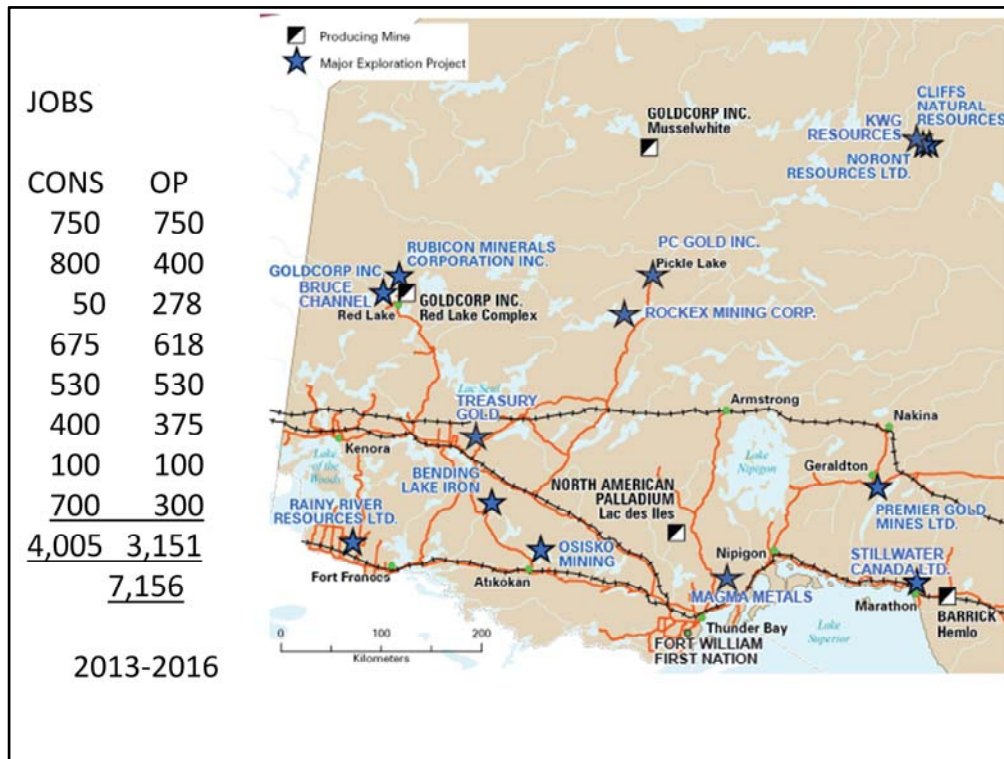 JOBS
CONS OP
750 750
800 400
50 278
675 618
530 530
400 375
100 100
700 300
4,005 3,151
7,156
2013-2016
Producing Mine
Major Exploration Project
GOLDCORP INC.
Musselwhite
CLIFFS
NATURAL
RESOURCES
KWG
RESOURCES
NORONT
RESOURCES LTD.
RUBICON MINERALS
CORPORATION INC.
GOLDCORP INC
BRUCE
CHANNEL
Red Lake
GOLDCORP INC.
Red Lake Complex
PC GOLD INC.
Pickle Lake
ROCKEX MINING CORP.
Lac Seul
TREASURY
GOLD
Armstrong
Nakina
Kenora
Lake
of the
Woods
BENDING
LAKE IRON
Lake
Nipigon
Geraldton
NORTH AMERICAN
PALLADIUM
Lac des Iles
PREMIER GOLD
MINES LTD.
RAINY RIVER
RESOURCES LTD.
OSISKO
MINING
Nipigon
STILLWATER
CANADA LTD.
Fort Frances
Atikokan
MAGMA METALS
Marathon
BARRICK
Hemlo
Thunder Bay
Lake
Superior
FORT WILLIAM
FIRST NATION
0 100 200
Kilometers